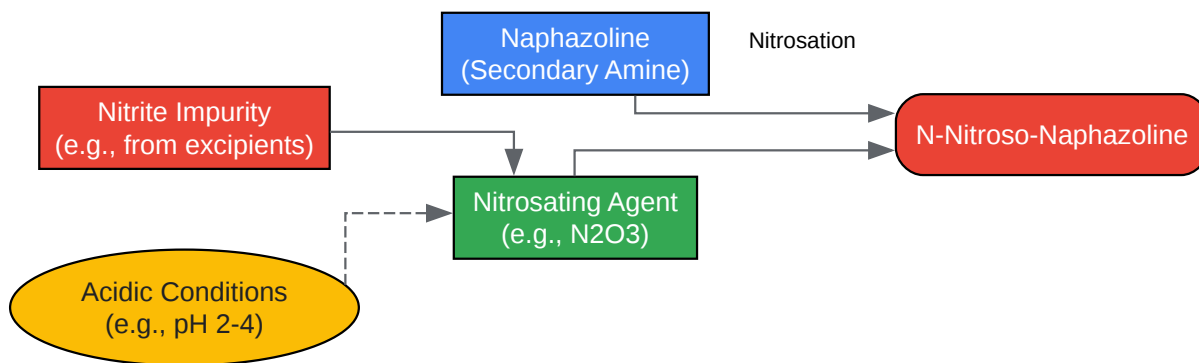 Naphazoline
(Secondary Amine)
Nitrosation
Nitrite Impurity
(e.g., from excipients)
N-Nitroso-Naphazoline
Nitrosating Agent
(e.g., N2O3)
Acidic Conditions
(e.g., pH 2-4)